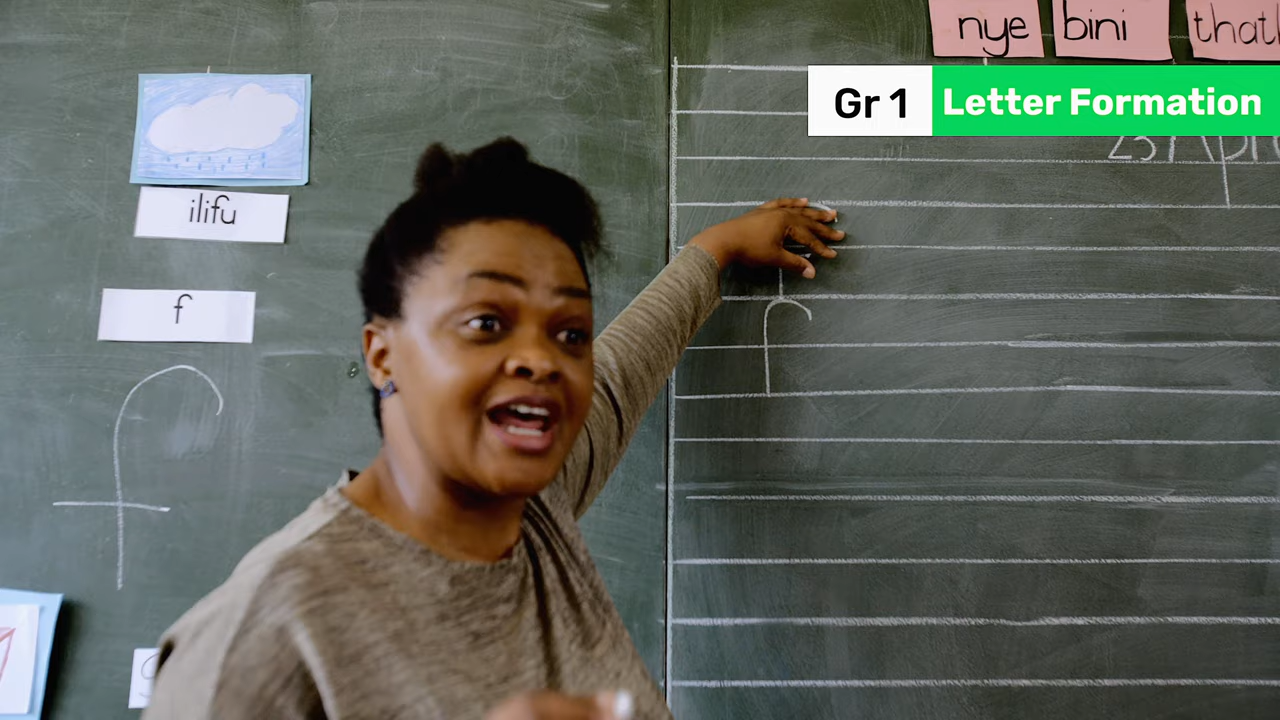 nye bini
Gr 1 Letter Formation
ilifu
f
f